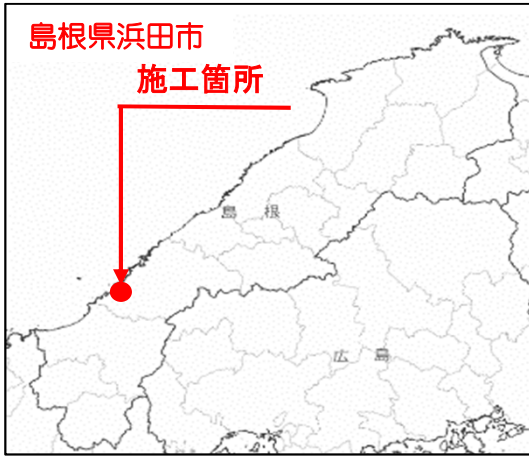 島根県浜田市
施工箇所
島 根
広 島